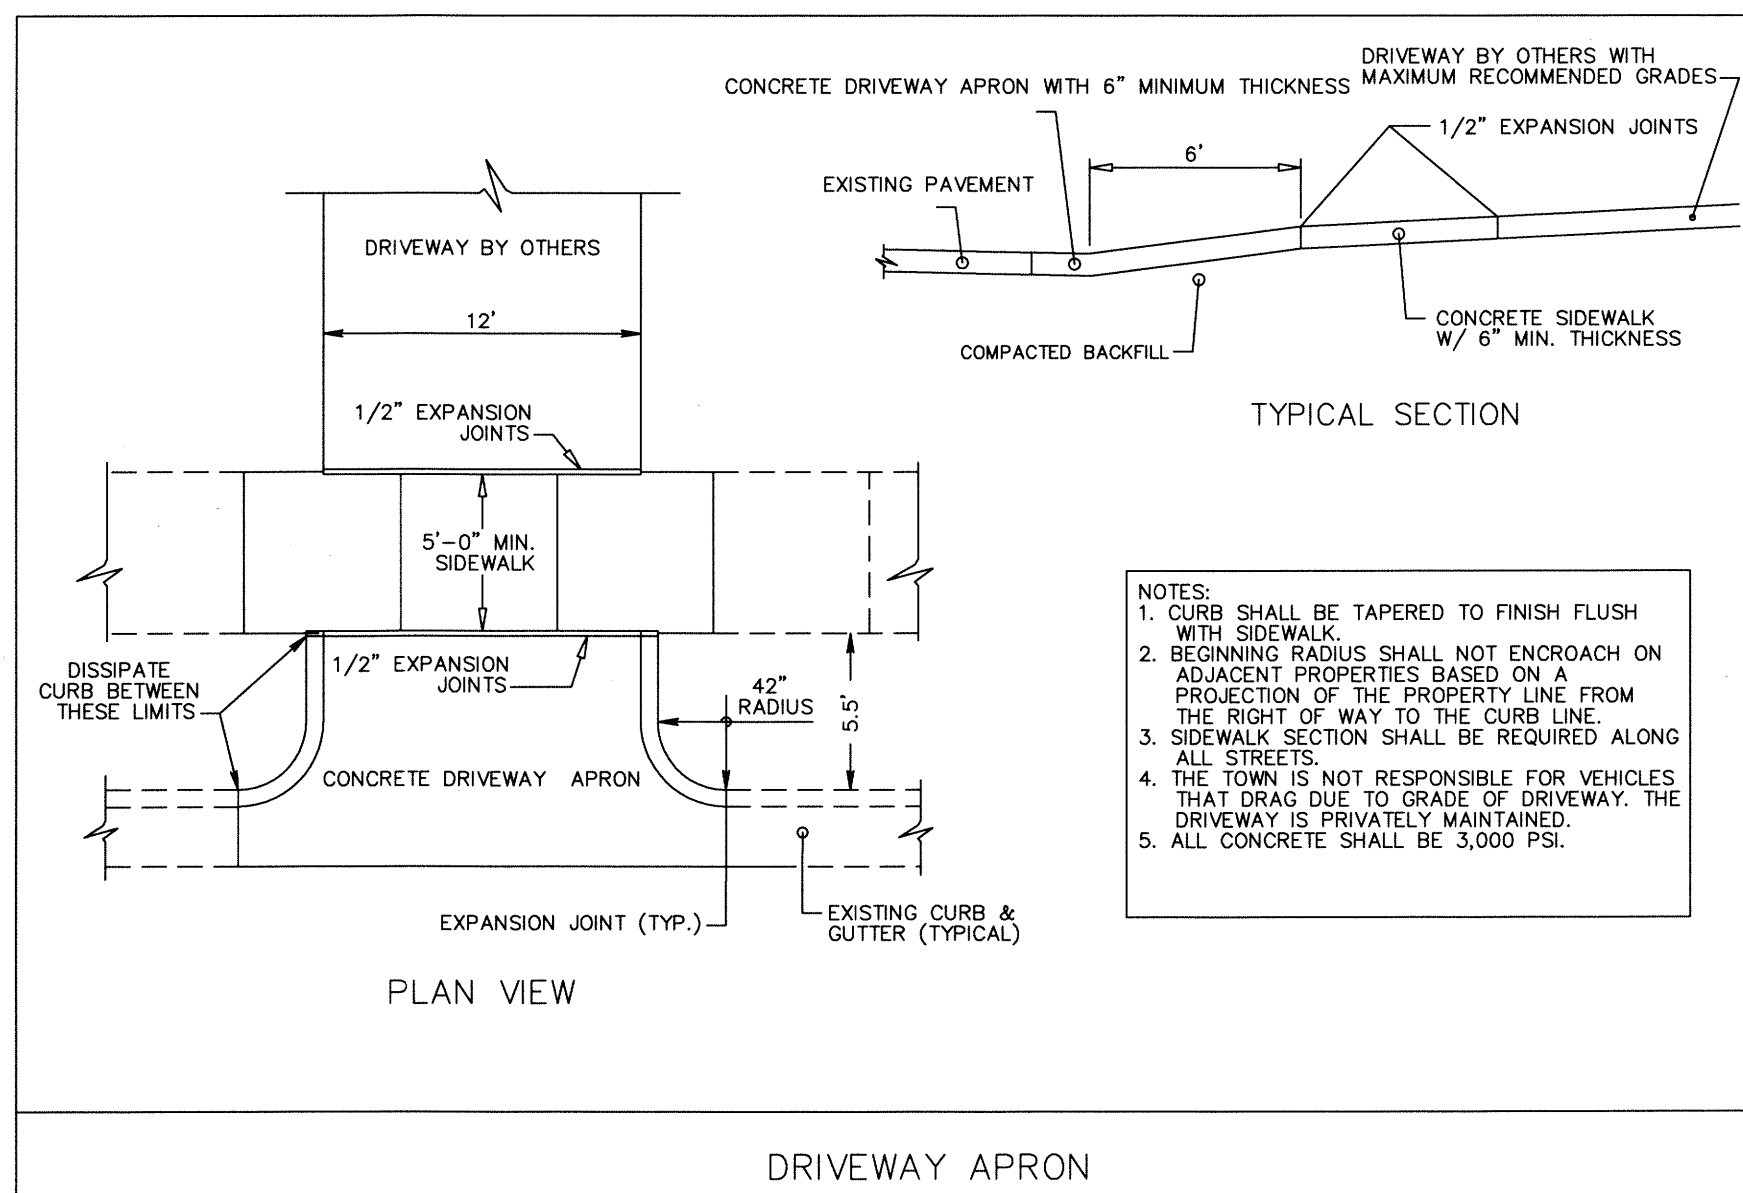 DRIVEWAY BY OTHERS WITH
MAXIMUM RECOMMENDED GRADES
CONCRETE DRIVEWAY APRON WITH 6" MINIMUM THICKNESS
1/2" EXPANSION JOINTS
6'
EXISTING PAVEMENT
CONCRETE SIDEWALK
W/ 6" MIN. THICKNESS
COMPACTED BACKFILL
TYPICAL SECTION
DRIVEWAY BY OTHERS
12'
1/2" EXPANSION
JOINTS
5'-0" MIN.
SIDEWALK
DISSIPATE
CURB BETWEEN
THESE LIMITS
1/2" EXPANSION
JOINTS
42"
RADIUS
5.5'
CONCRETE DRIVEWAY APRON
EXPANSION JOINT (TYP.)
EXISTING CURB &
GUTTER (TYPICAL)
PLAN VIEW
NOTES:
1. CURB SHALL BE TAPERED TO FINISH FLUSH
WITH SIDEWALK.
2. BEGINNING RADIUS SHALL NOT ENCROACH ON
ADJACENT PROPERTIES BASED ON A
PROJECTION OF THE PROPERTY LINE FROM
THE RIGHT OF WAY TO THE CURB LINE.
3. SIDEWALK SECTION SHALL BE REQUIRED ALONG
ALL STREETS.
4. THE TOWN IS NOT RESPONSIBLE FOR VEHICLES
THAT DRAG DUE TO GRADE OF DRIVEWAY. THE
DRIVEWAY IS PRIVATELY MAINTAINED.
5. ALL CONCRETE SHALL BE 3,000 PSI.
DRIVEWAY APRON